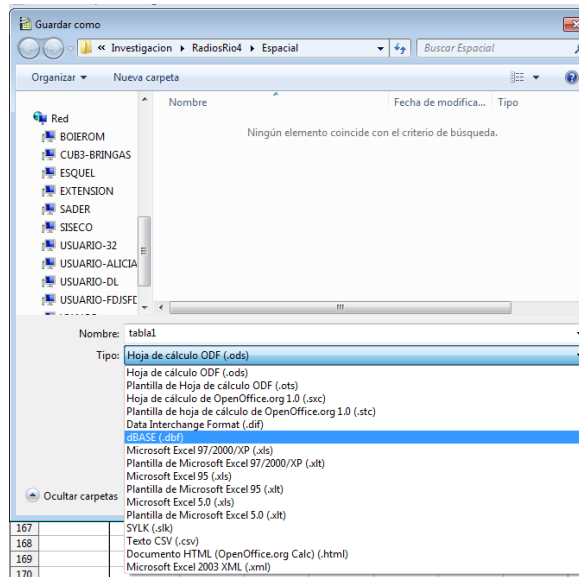 Guardar como
« Investigacion ▸ RadiosRio4 ▸ Espacial
Buscar Espacial
Organizar
Nueva carpeta
Nombre
Fecha de modifica...
Tipo
Ningún elemento coincide con el criterio de búsqueda.
Red
BOIEROM
CUB3-BRINGAS
ESQUEL
EXTENSION
SADER
SISECO
USUARIO-32
USUARIO-ALICIA
USUARIO-DL
USUARIO-FDJSFD
Nombre: tabla1
Tipo: Hoja de cálculo ODF (.ods)
Hoja de cálculo ODF (.ods)
Plantilla de Hoja de cálculo ODF (.ots)
Hoja de cálculo de OpenOffice.org 1.0 (.sxc)
Plantilla de hoja de cálculo de OpenOffice.org 1.0 (.stc)
Data Interchange Format (.dif)
dBASE (.dbf)
Microsoft Excel 97/2000/XP (.xls)
Plantilla de Microsoft Excel 97/2000/XP (.xlt)
Microsoft Excel 95 (.xls)
Plantilla de Microsoft Excel 95 (.xlt)
Microsoft Excel 5.0 (.xls)
Plantilla de Microsoft Excel 5.0 (.xlt)
SYLK (.slk)
Texto CSV (.csv)
Documento HTML (OpenOffice.org Calc) (.html)
Microsoft Excel 2003 XML (.xml)
Ocultar carpetas
167
168
169
170